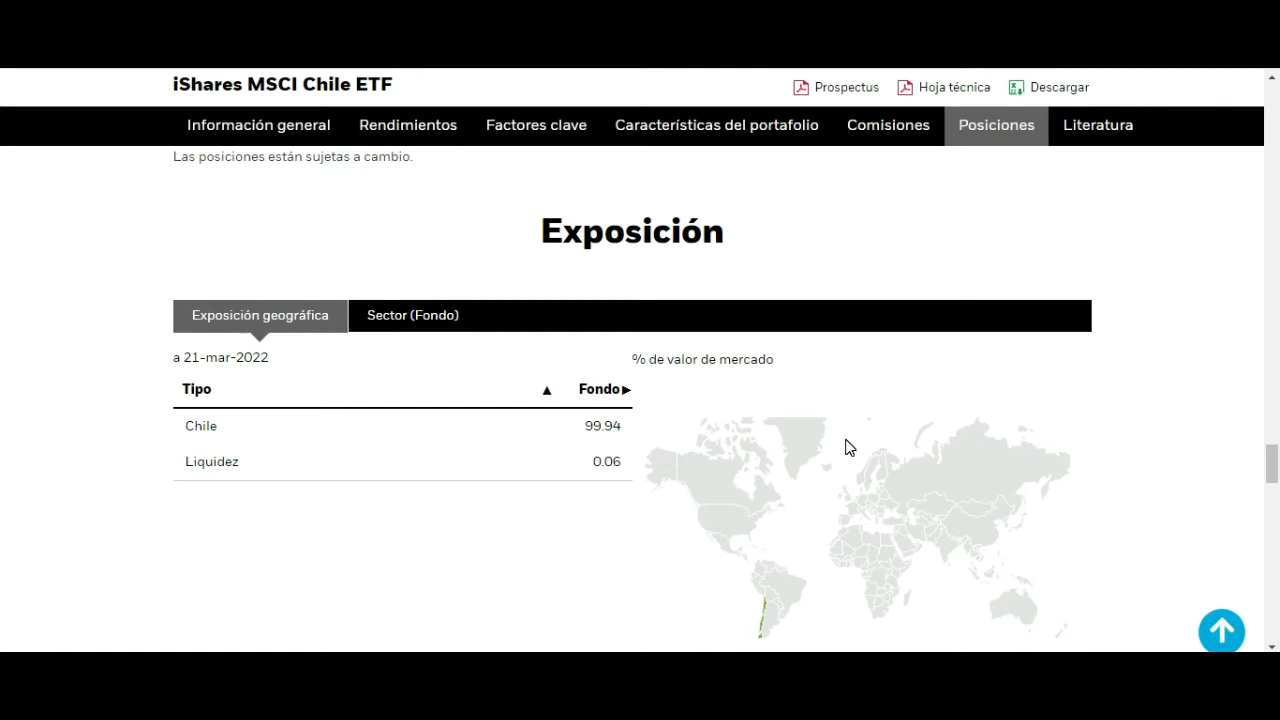 iShares MSCI Chile ETF
Prospectus Hoja técnica Descargar
Información general Rendimientos Factores clave Características del portafolio Comisiones Posiciones Literatura
Las posiciones están sujetas a cambio.
Exposición
Exposición geográfica Sector (Fondo)
a 21-mar-2022 % de valor de mercado
Tipo ▲ Fondo▶
Chile 99.94
Liquidez 0.06